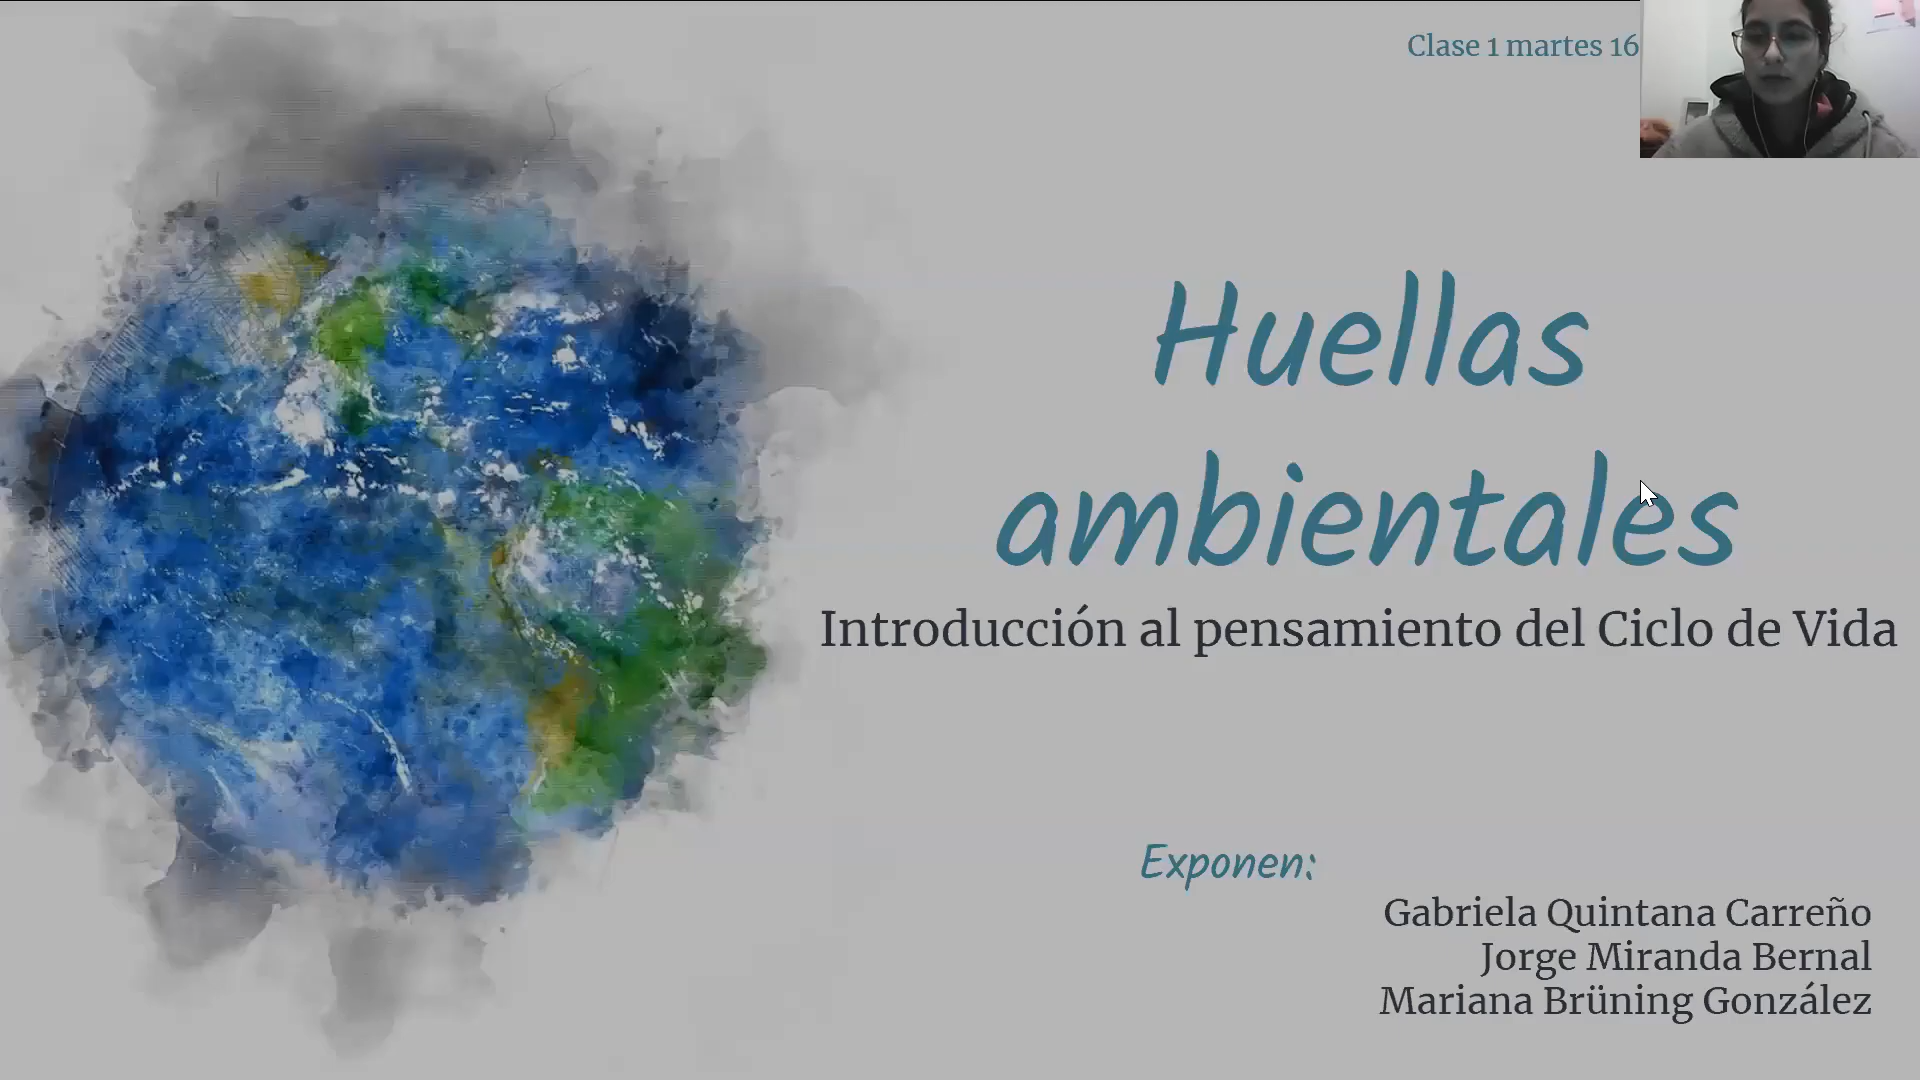 Clase 1 martes 16
Huellas
ambientales
Introducción al pensamiento del Ciclo de Vida
Exponen:
Gabriela Quintana Carreño
Jorge Miranda Bernal
Mariana Brüning González